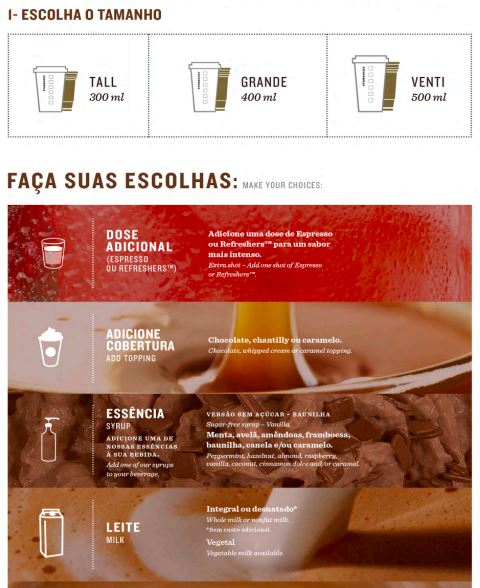 1- ESCOLHA O TAMANHO
TALL
300 ml
GRANDE
400 ml
VENTI
500 ml
FAÇA SUAS ESCOLHAS: MAKE YOUR CHOICES:
DOSE
ADICIONAL
(ESPRESSO
OU REFRESHERS™)
Adicione uma dose de Espresso
ou Refreshers™ para um sabor
mais intenso.
Extra shot – Add one shot of Espresso
or Refreshers™.
ADICIONE
COBERTURA
ADD TOPPING
Chocolate, chantilly ou caramelo.
Chocolate, whipped cream or caramel topping.
ESSÊNCIA
SYRUP
ADICIONE UMA DE
NOSSAS ESSÊNCIAS
À SUA BEBIDA.
Add one of our syrups
to your beverage.
VERSÃO SEM AÇÚCAR - BAUNILHA
Sugar-free syrup – Vanilla.
Menta, avelã, amêndoas, framboesa,
baunilha, canela e/ou caramelo.
Peppermint, hazelnut, almond, raspberry,
vanilla, coconut, cinnamon dolce and/or caramel.
LEITE
MILK
Integral ou desnatado*
Whole milk or nonfat milk.
*Sem custo adicional.
Vegetal
Vegetable milk available.